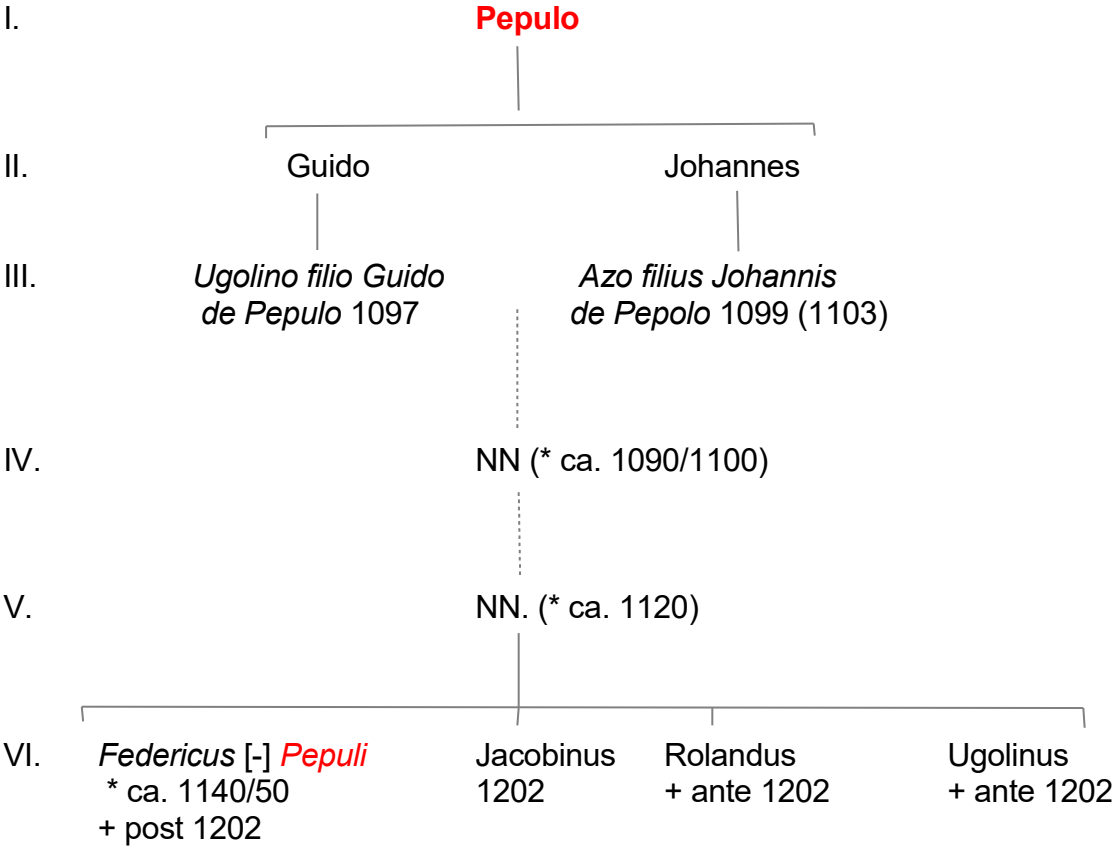 I. Pepulo
II. Guido Johannes
III. Ugolino filio Guido Azo filius Johannis
de Pepulo 1097 de Pepolo 1099 (1103)
IV. NN (* ca. 1090/1100)
V. NN. (* ca. 1120)
VI. Federicus [-] Pepuli Jacobinus Rolandus Ugolinus
* ca. 1140/50 1202 + ante 1202 + ante 1202
+ post 1202